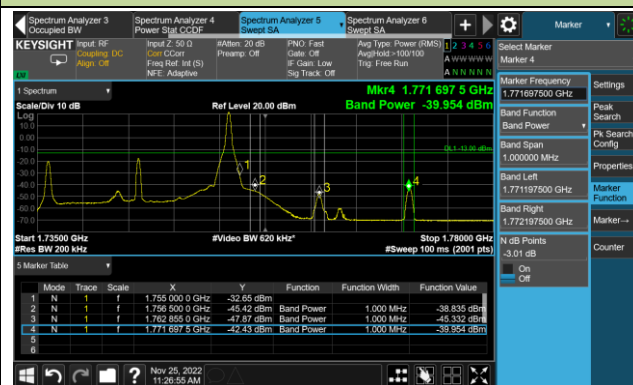 Spectrum Analyzer 3
Occupied BW
Spectrum Analyzer 4
Power Stat CCDF
Spectrum Analyzer 5
Swept SA
Spectrum Analyzer 6
Swept SA
+
Marker
KEYSIGHT
Input: RF
Coupling: DC
Align: Off
Input Z: 50 Ω
Corr CCorr
Freq Ref: Int (S)
NFE: Adaptive
#Atten: 20 dB
Preamp: Off
PNO: Fast
Gate: Off
IF Gain: Low
Sig Track: Off
Avg Type: Power (RMS)
Avg|Hold:>100/100
Trig: Free Run
1 2 3 4 5 6
A W W W W W
A N N N N N
Select Marker
Marker 4
1 Spectrum
Scale/Div 10 dB
Ref Level 20.00 dBm
Mkr4 1.771 697 5 GHz
Band Power -39.954 dBm
Log
10.0
0.00
-10.0
-20.0
-30.0
-40.0
-50.0
-60.0
-70.0
DL1 -13.00 dBm
1
2
3
4
Start 1.73500 GHz
#Res BW 200 kHz
#Video BW 620 kHz*
Stop 1.78000 GHz
#Sweep 100 ms (2001 pts)
Marker Frequency
1.771697500 GHz
Band Function
Band Power
Band Span
1.000000 MHz
Band Left
1.771197500 GHz
Band Right
1.772197500 GHz
N dB Points
-3.01 dB
On
Off
Settings
Peak
Search
Pk Search
Config
Properties
Marker
Function
Marker→
Counter
5 Marker Table
Mode Trace Scale X Y Function Function Width Function Value
1 N 1 f 1.755 000 0 GHz -32.65 dBm
2 N 1 f 1.756 500 0 GHz -45.42 dBm Band Power 1.000 MHz -38.835 dBm
3 N 1 f 1.762 855 0 GHz -47.87 dBm Band Power 1.000 MHz -45.332 dBm
4 N 1 f 1.771 697 5 GHz -42.43 dBm Band Power 1.000 MHz -39.954 dBm
5
6
?
Nov 25, 2022
11:26:55 AM